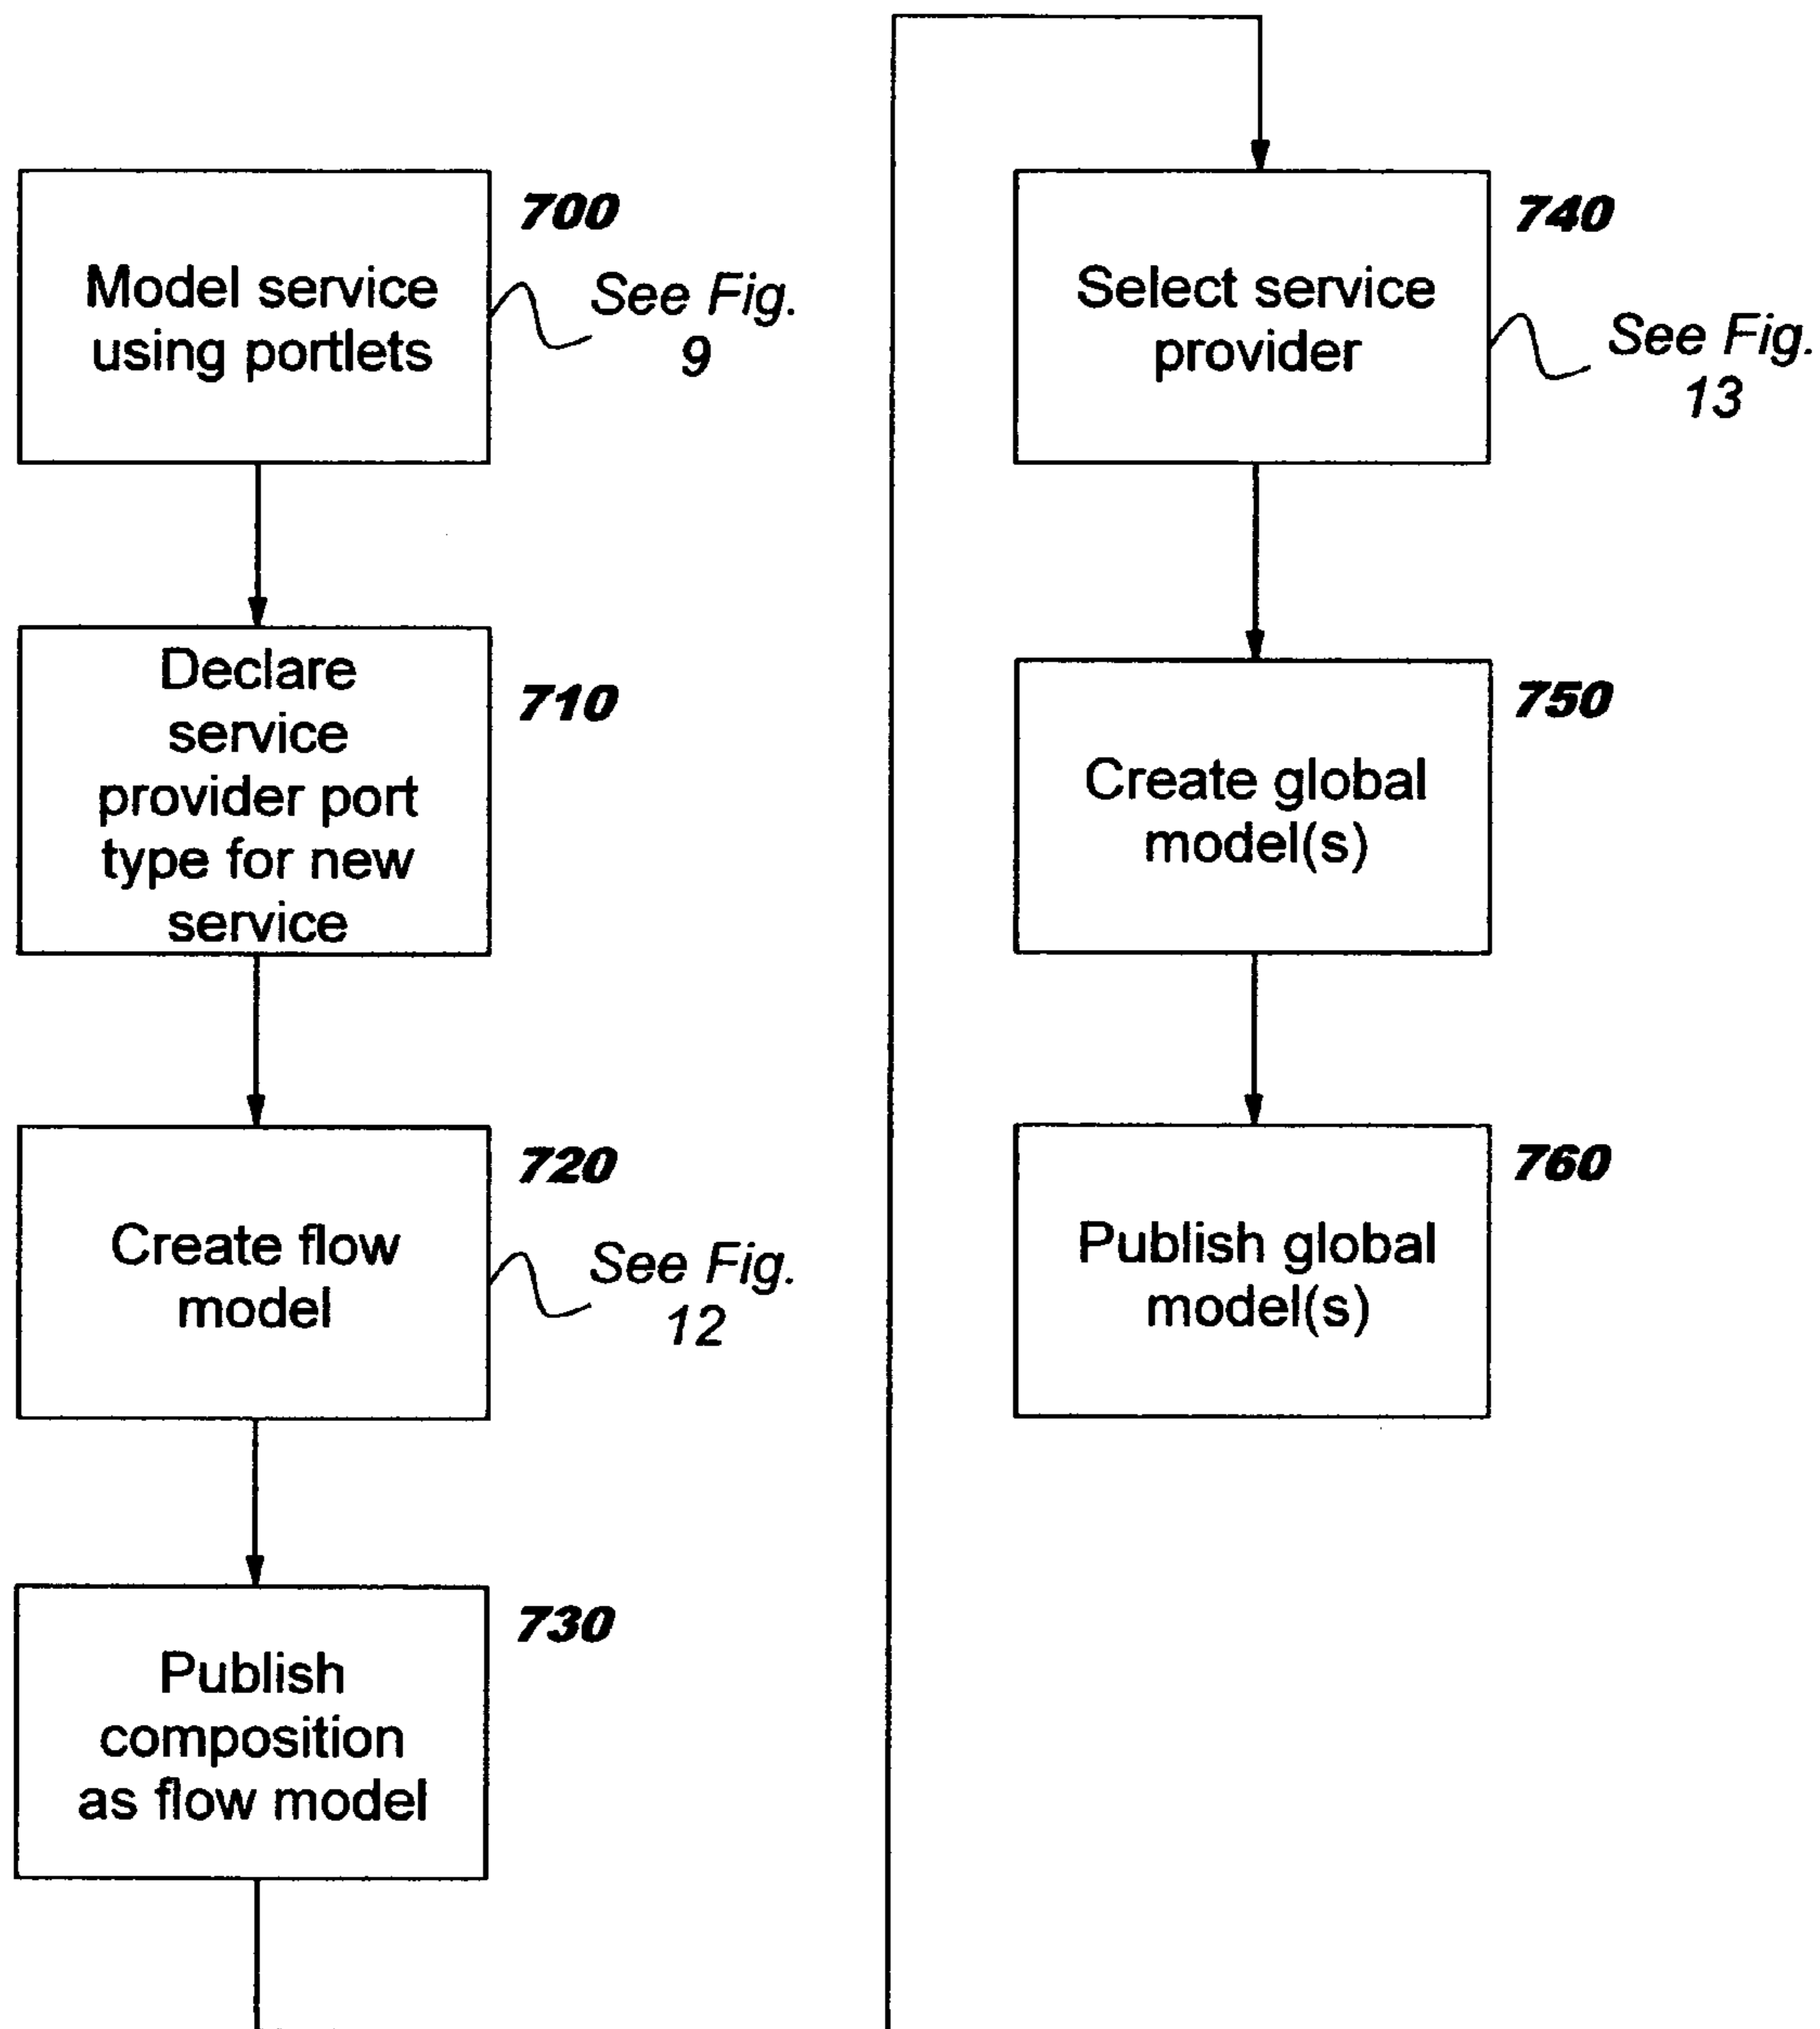 700
Model service
using portlets
See Fig.
9
710
Declare
service
provider port
type for new
service
720
Create flow
model
See Fig.
12
730
Publish
composition
as flow model
740
Select service
provider
See Fig.
13
750
Create global
model(s)
760
Publish global
model(s)